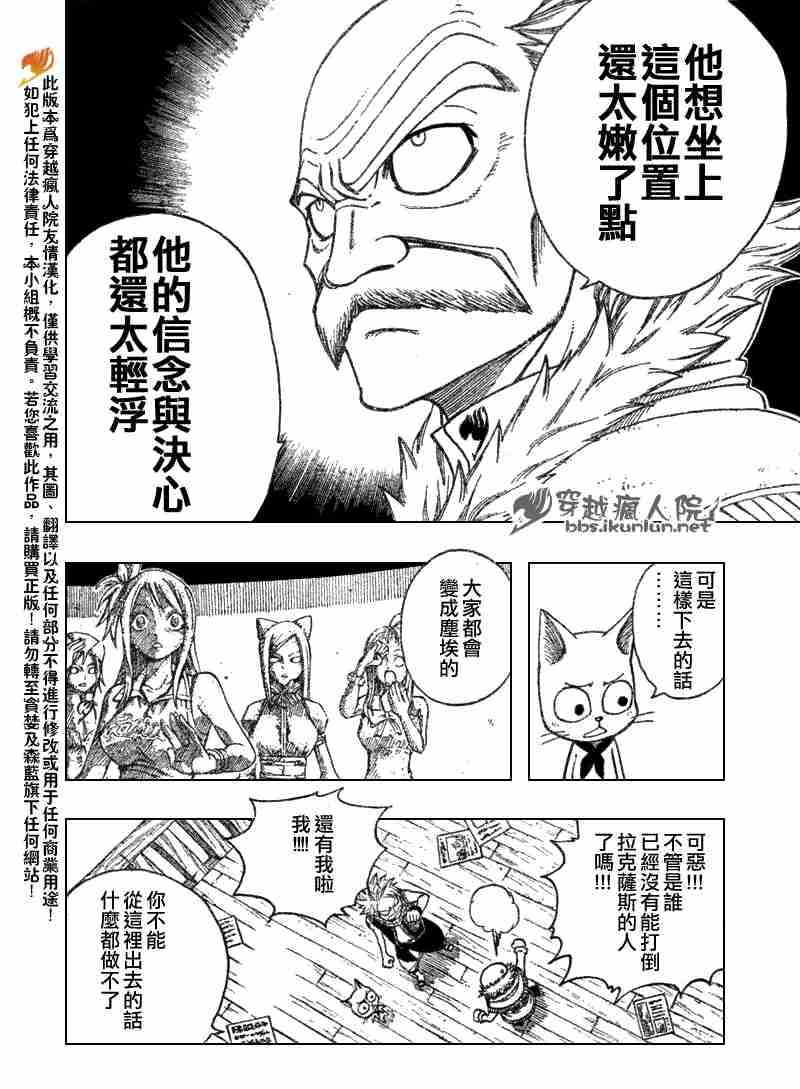 他想坐上
這個位置
還太嫩了點
他的信念與決心
都還太輕浮
穿越瘋人院
bbs.ikunlun.net
可是
這樣下去的話
………
大家都會
變成塵埃的
可惡!!!
不管是誰
已經沒有能打倒
拉克薩斯的人
了嗎!!!
還有我啦
我!!!!
你不能
從這裡出去的話
什麼都做不了
此版本爲穿越瘋人院友情漢化，僅供學習交流之用，其圖、翻譯以及任何部分不得進行修改或用于任何商業用途！
如犯上任何法律責任，本小組概不負責。若您喜歡此作品，請購買正版！請勿轉至貪婪及森藍旗下任何網站！